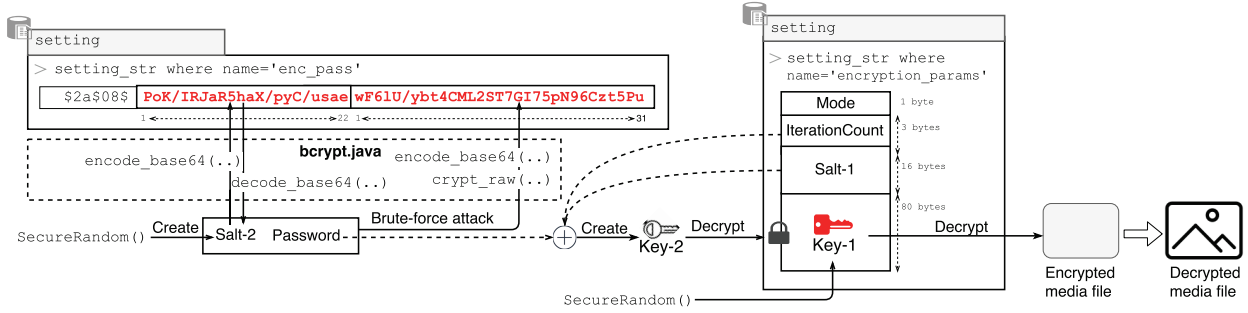 setting
> setting_str where name='enc_pass'
$2a$08$ PoK/IRJaR5haX/pyC/usae wF6lU/ybt4CML2ST7GI75pN96Czt5Pu
1 22 1 31
bcrypt.java
encode_base64(..)
encode_base64(..)
decode_base64(..)
crypt_raw(..)
SecureRandom()
Create
Salt-2
Password
Brute-force attack
Create
Key-2
Decrypt
setting
> setting_str where
name='encryption_params'
Mode
1 byte
IterationCount
3 bytes
Salt-1
16 bytes
80 bytes
Key-1
Decrypt
SecureRandom()
Encrypted
media file
Decrypted
media file